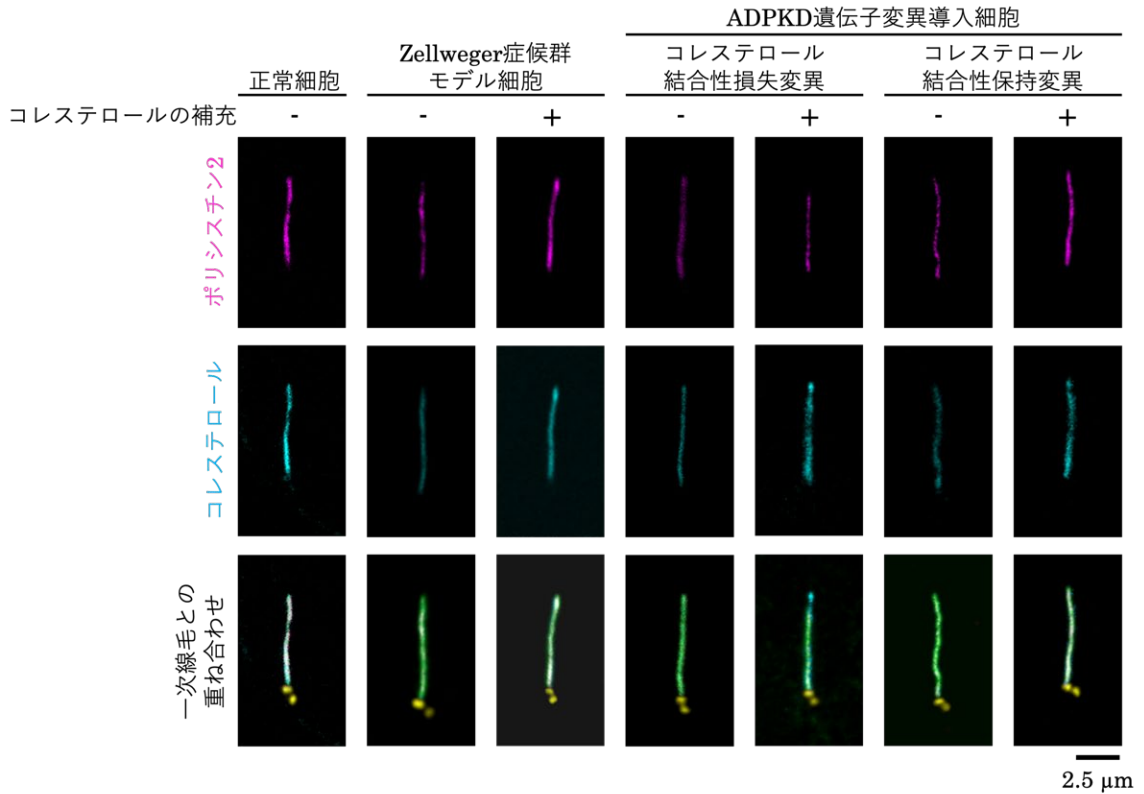 ADPKD遺伝子変異導入細胞
正常細胞
Zellweger症候群
モデル細胞
コレステロール
結合性損失変異
コレステロール
結合性保持変異
コレステロールの補充 - - + - + - +
ポリシスチン2
コレステロール
一次線毛との
重ね合わせ
2.5 μm